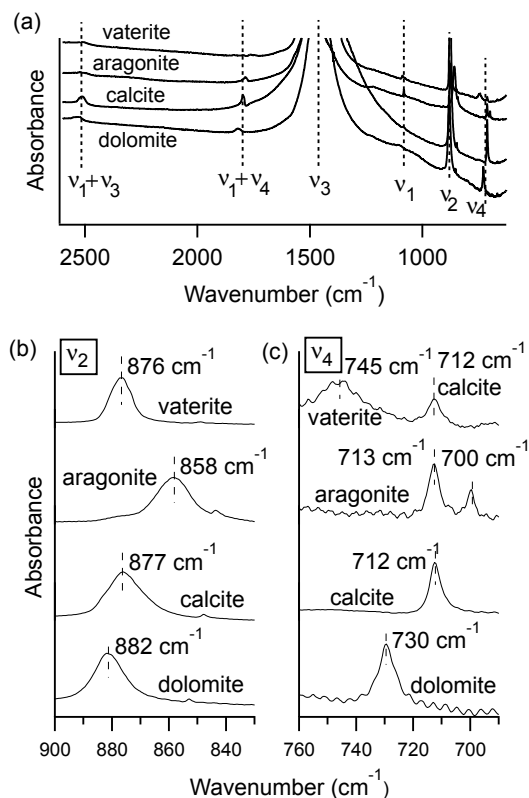 (a)
vaterite
aragonite
calcite
dolomite
ν1+ν3
ν1+ν4
ν3
ν1
ν2
ν4
Absorbance
2500 2000 1500 1000
Wavenumber (cm-1)
(b) ν2
876 cm-1
vaterite
aragonite
858 cm-1
877 cm-1
calcite
882 cm-1
dolomite
Absorbance
900 880 860 840
(c) ν4
745 cm-1
712 cm-1
calcite
vaterite
713 cm-1
700 cm-1
aragonite
712 cm-1
calcite
730 cm-1
dolomite
760 740 720 700
Wavenumber (cm-1)